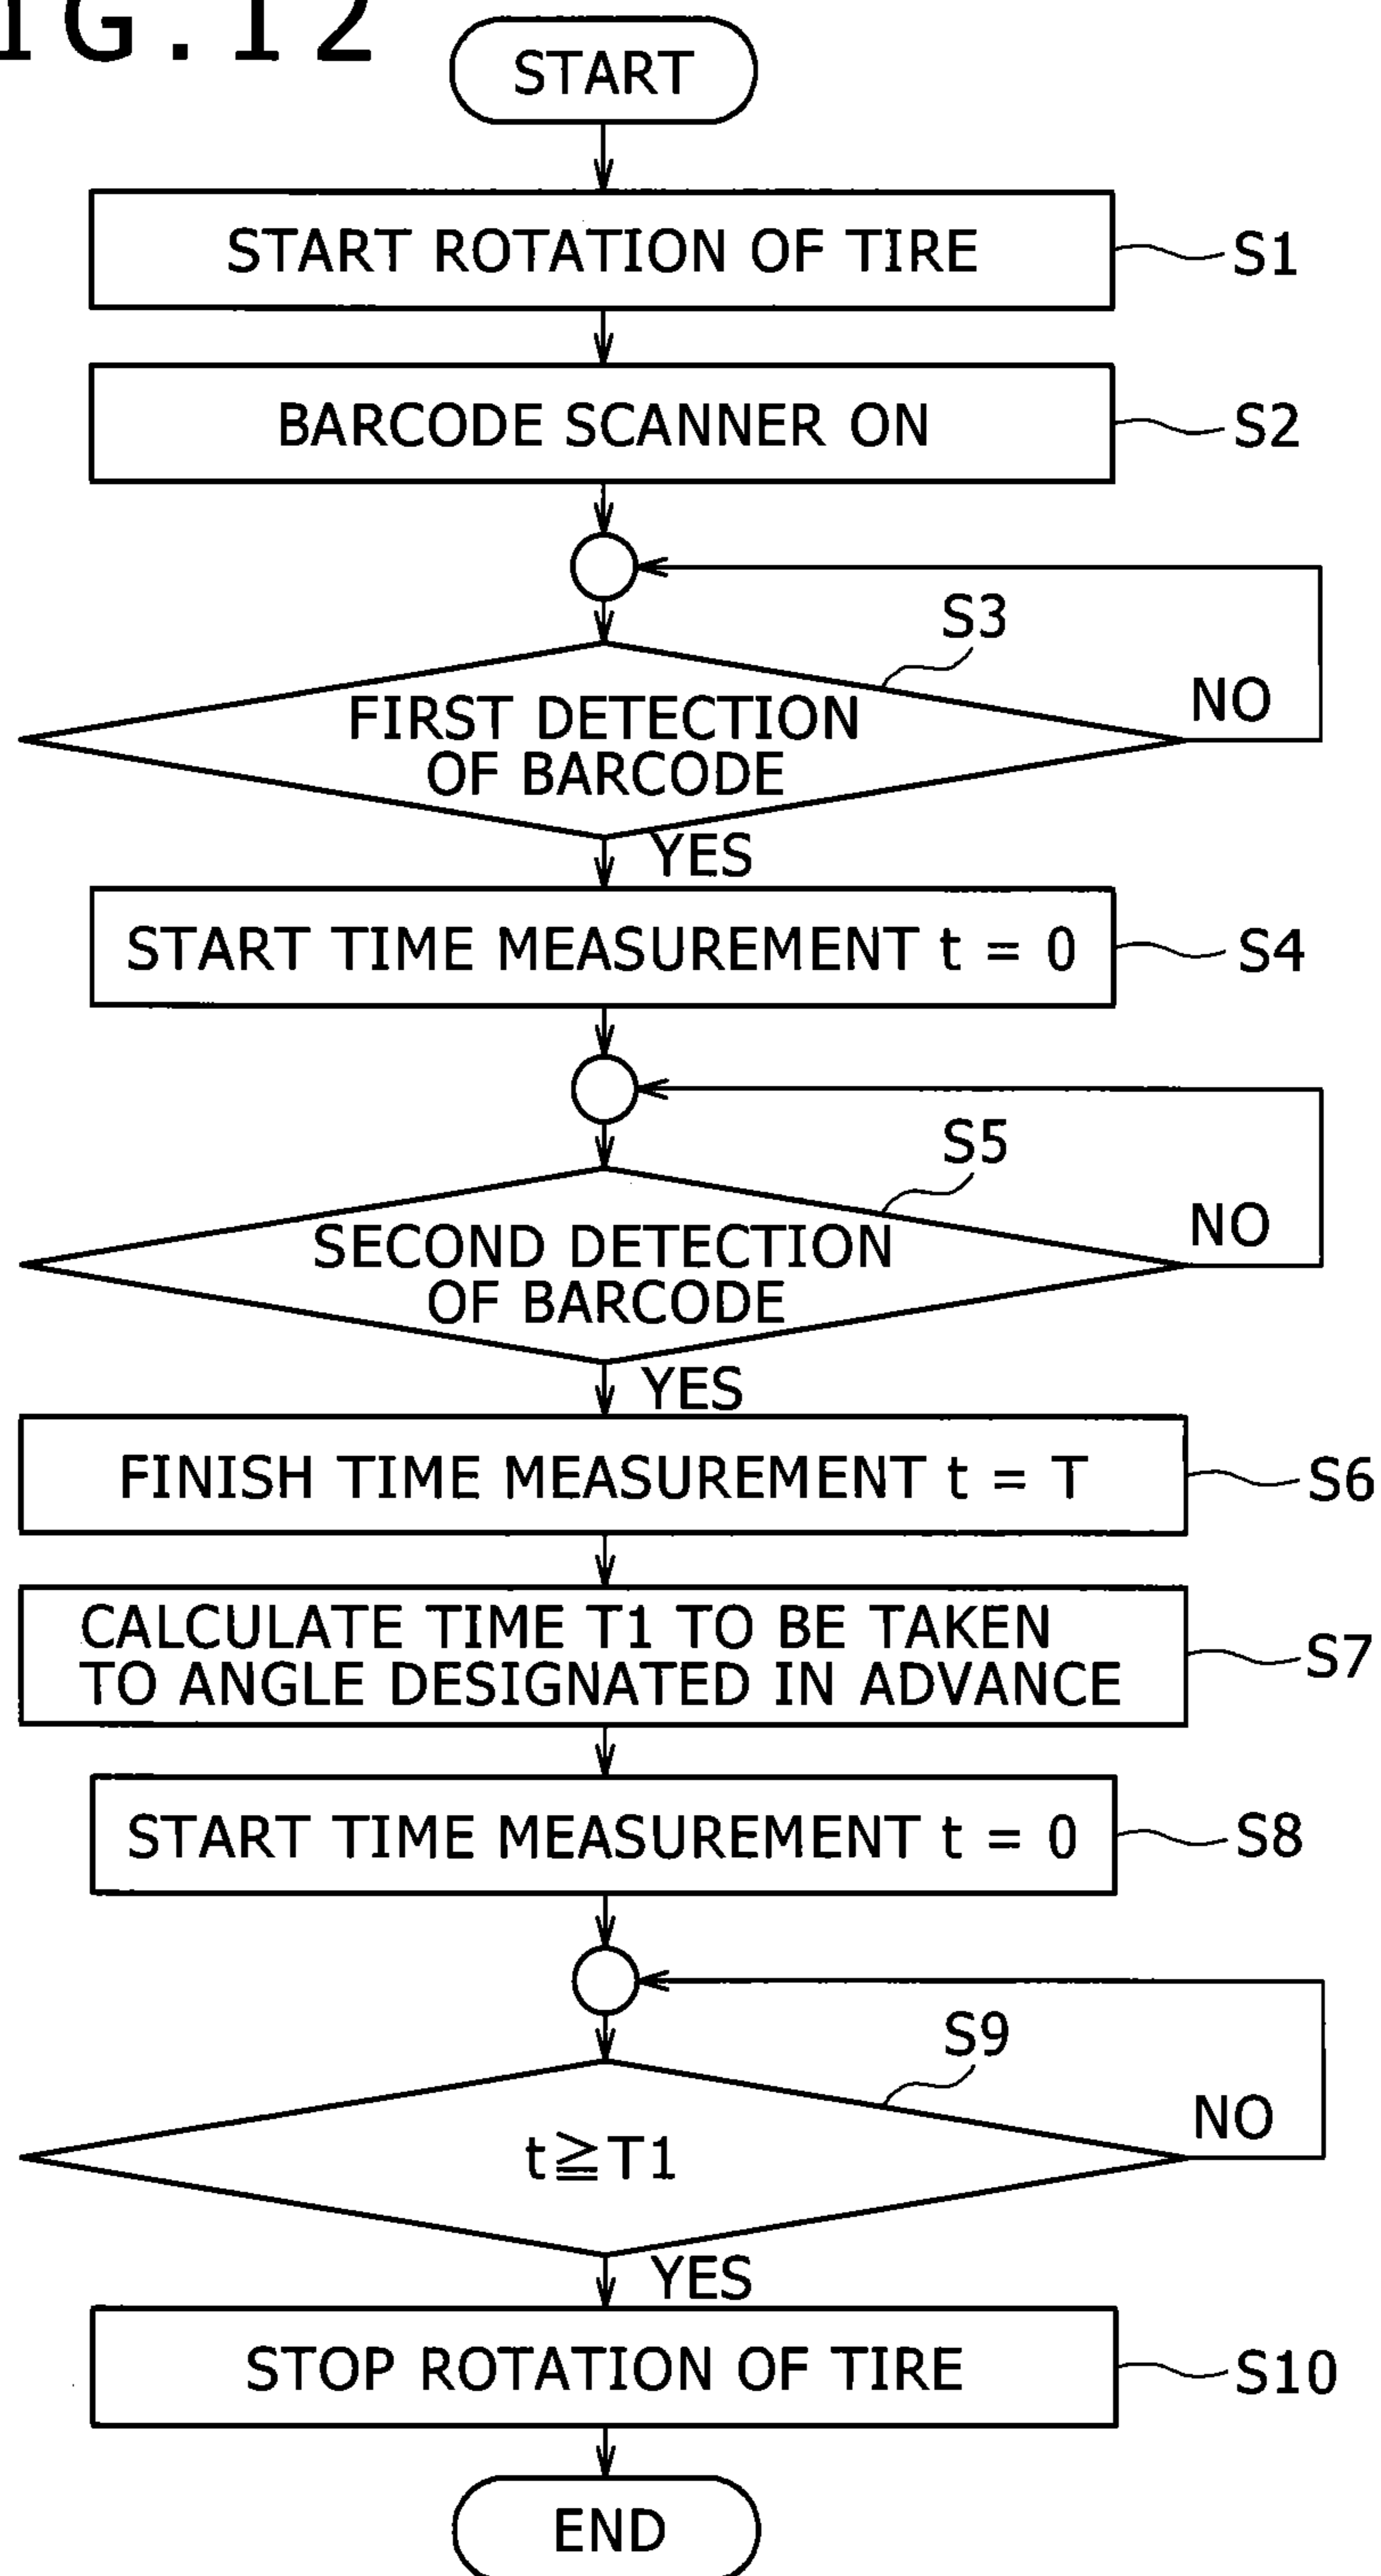 IG.12
START
START ROTATION OF TIRE
S1
BARCODE SCANNER ON
S2
S3
NO
FIRST DETECTION
OF BARCODE
YES
START TIME MEASUREMENT t = 0
S4
S5
NO
SECOND DETECTION
OF BARCODE
YES
FINISH TIME MEASUREMENT t = T
S6
CALCULATE TIME T1 TO BE TAKEN
TO ANGLE DESIGNATED IN ADVANCE
S7
START TIME MEASUREMENT t = 0
S8
S9
NO
t≧T1
YES
STOP ROTATION OF TIRE
S10
END